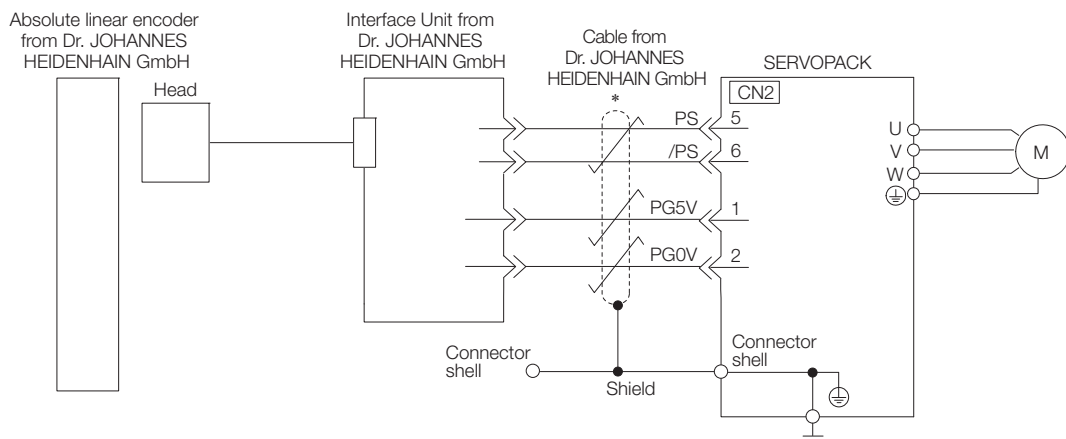 Absolute linear encoder
from Dr. JOHANNES
HEIDENHAIN GmbH
Head
Interface Unit from
Dr. JOHANNES
HEIDENHAIN GmbH
Cable from
Dr. JOHANNES
HEIDENHAIN GmbH
*
SERVOPACK
CN2
PS
5
/PS
6
PG5V
1
PG0V
2
U
V
W
M
Connector
shell
Shield
Connector
shell